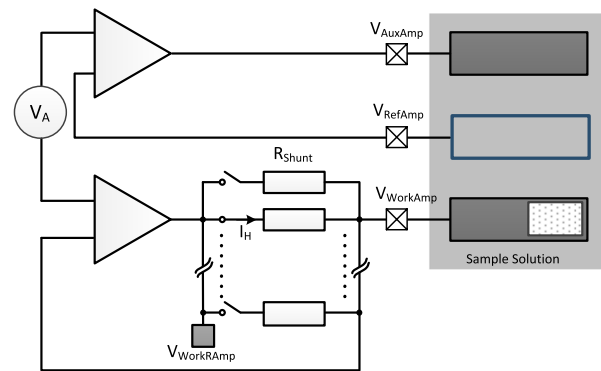 V_AuxAmp
V_A
V_RefAmp
R_Shunt
V_WorkAmp
I_H
Sample Solution
V_WorkRAmp